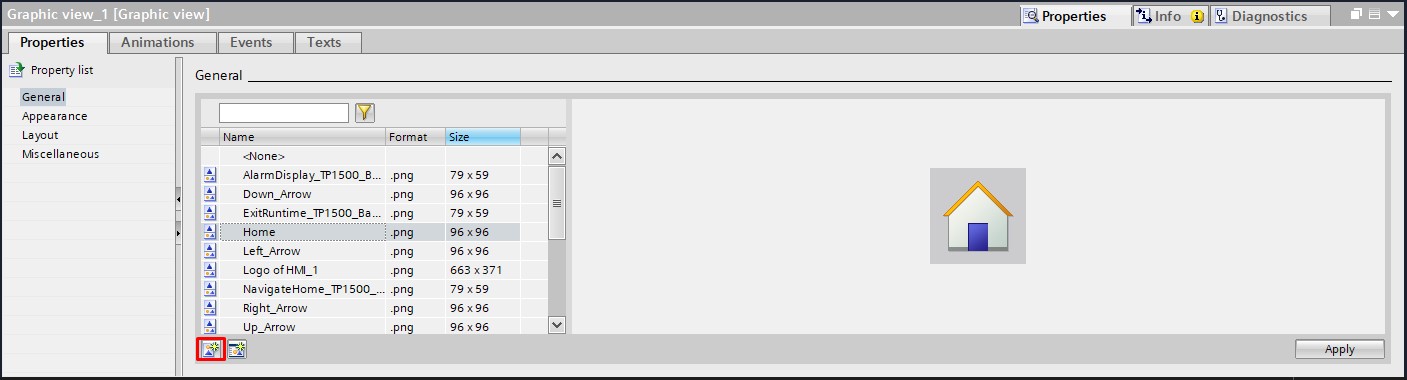 Graphic view_1 [Graphic view]
Properties Info Diagnostics
Properties Animations Events Texts
Property list
General
Appearance
Layout
Miscellaneous
General
Name Format Size
<None>
AlarmDisplay_TP1500_B... .png 79 x 59
Down_Arrow .png 96 x 96
ExitRuntime_TP1500_Ba... .png 79 x 59
Home .png 96 x 96
Left_Arrow .png 96 x 96
Logo of HMI_1 .png 663 x 371
NavigateHome_TP1500_... .png 79 x 59
Right_Arrow .png 96 x 96
Up_Arrow .png 96 x 96
Apply